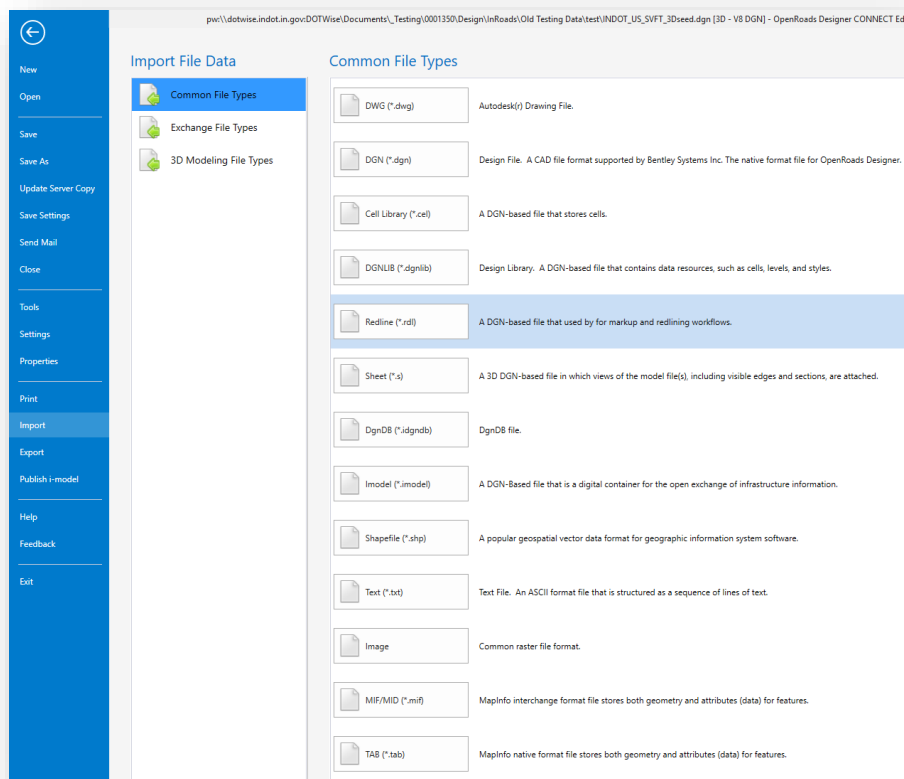 pw:\\dotwise.indot.in.gov:DOTWise\Documents\_Testing\0001350\Design\InRoads\Old Testing Data\test\INDOT_US_SVFT_3Dseed.dgn [3D - V8 DGN] - OpenRoads Designer CONNECT Ed
New
Open
Save
Save As
Update Server Copy
Save Settings
Send Mail
Close
Tools
Settings
Properties
Print
Import
Export
Publish i-model
Help
Feedback
Exit
Import File Data
Common File Types
Exchange File Types
3D Modeling File Types
Common File Types
DWG (*.dwg) Autodesk(r) Drawing File.
DGN (*.dgn) Design File. A CAD file format supported by Bentley Systems Inc. The native format file for OpenRoads Designer.
Cell Library (*.cel) A DGN-based file that stores cells.
DGNLIB (*.dgnlib) Design Library. A DGN-based file that contains data resources, such as cells, levels, and styles.
Redline (*.rdl) A DGN-based file that used by for markup and redlining workflows.
Sheet (*.s) A 3D DGN-based file in which views of the model file(s), including visible edges and sections, are attached.
DgnDB (*.idgndb) DgnDB file.
Imodel (*.imodel) A DGN-Based file that is a digital container for the open exchange of infrastructure information.
Shapefile (*.shp) A popular geospatial vector data format for geographic information system software.
Text (*.txt) Text File. An ASCII format file that is structured as a sequence of lines of text.
Image Common raster file format.
MIF/MID (*.mif) MapInfo interchange format file stores both geometry and attributes (data) for features.
TAB (*.tab) MapInfo native format file stores both geometry and attributes (data) for features.